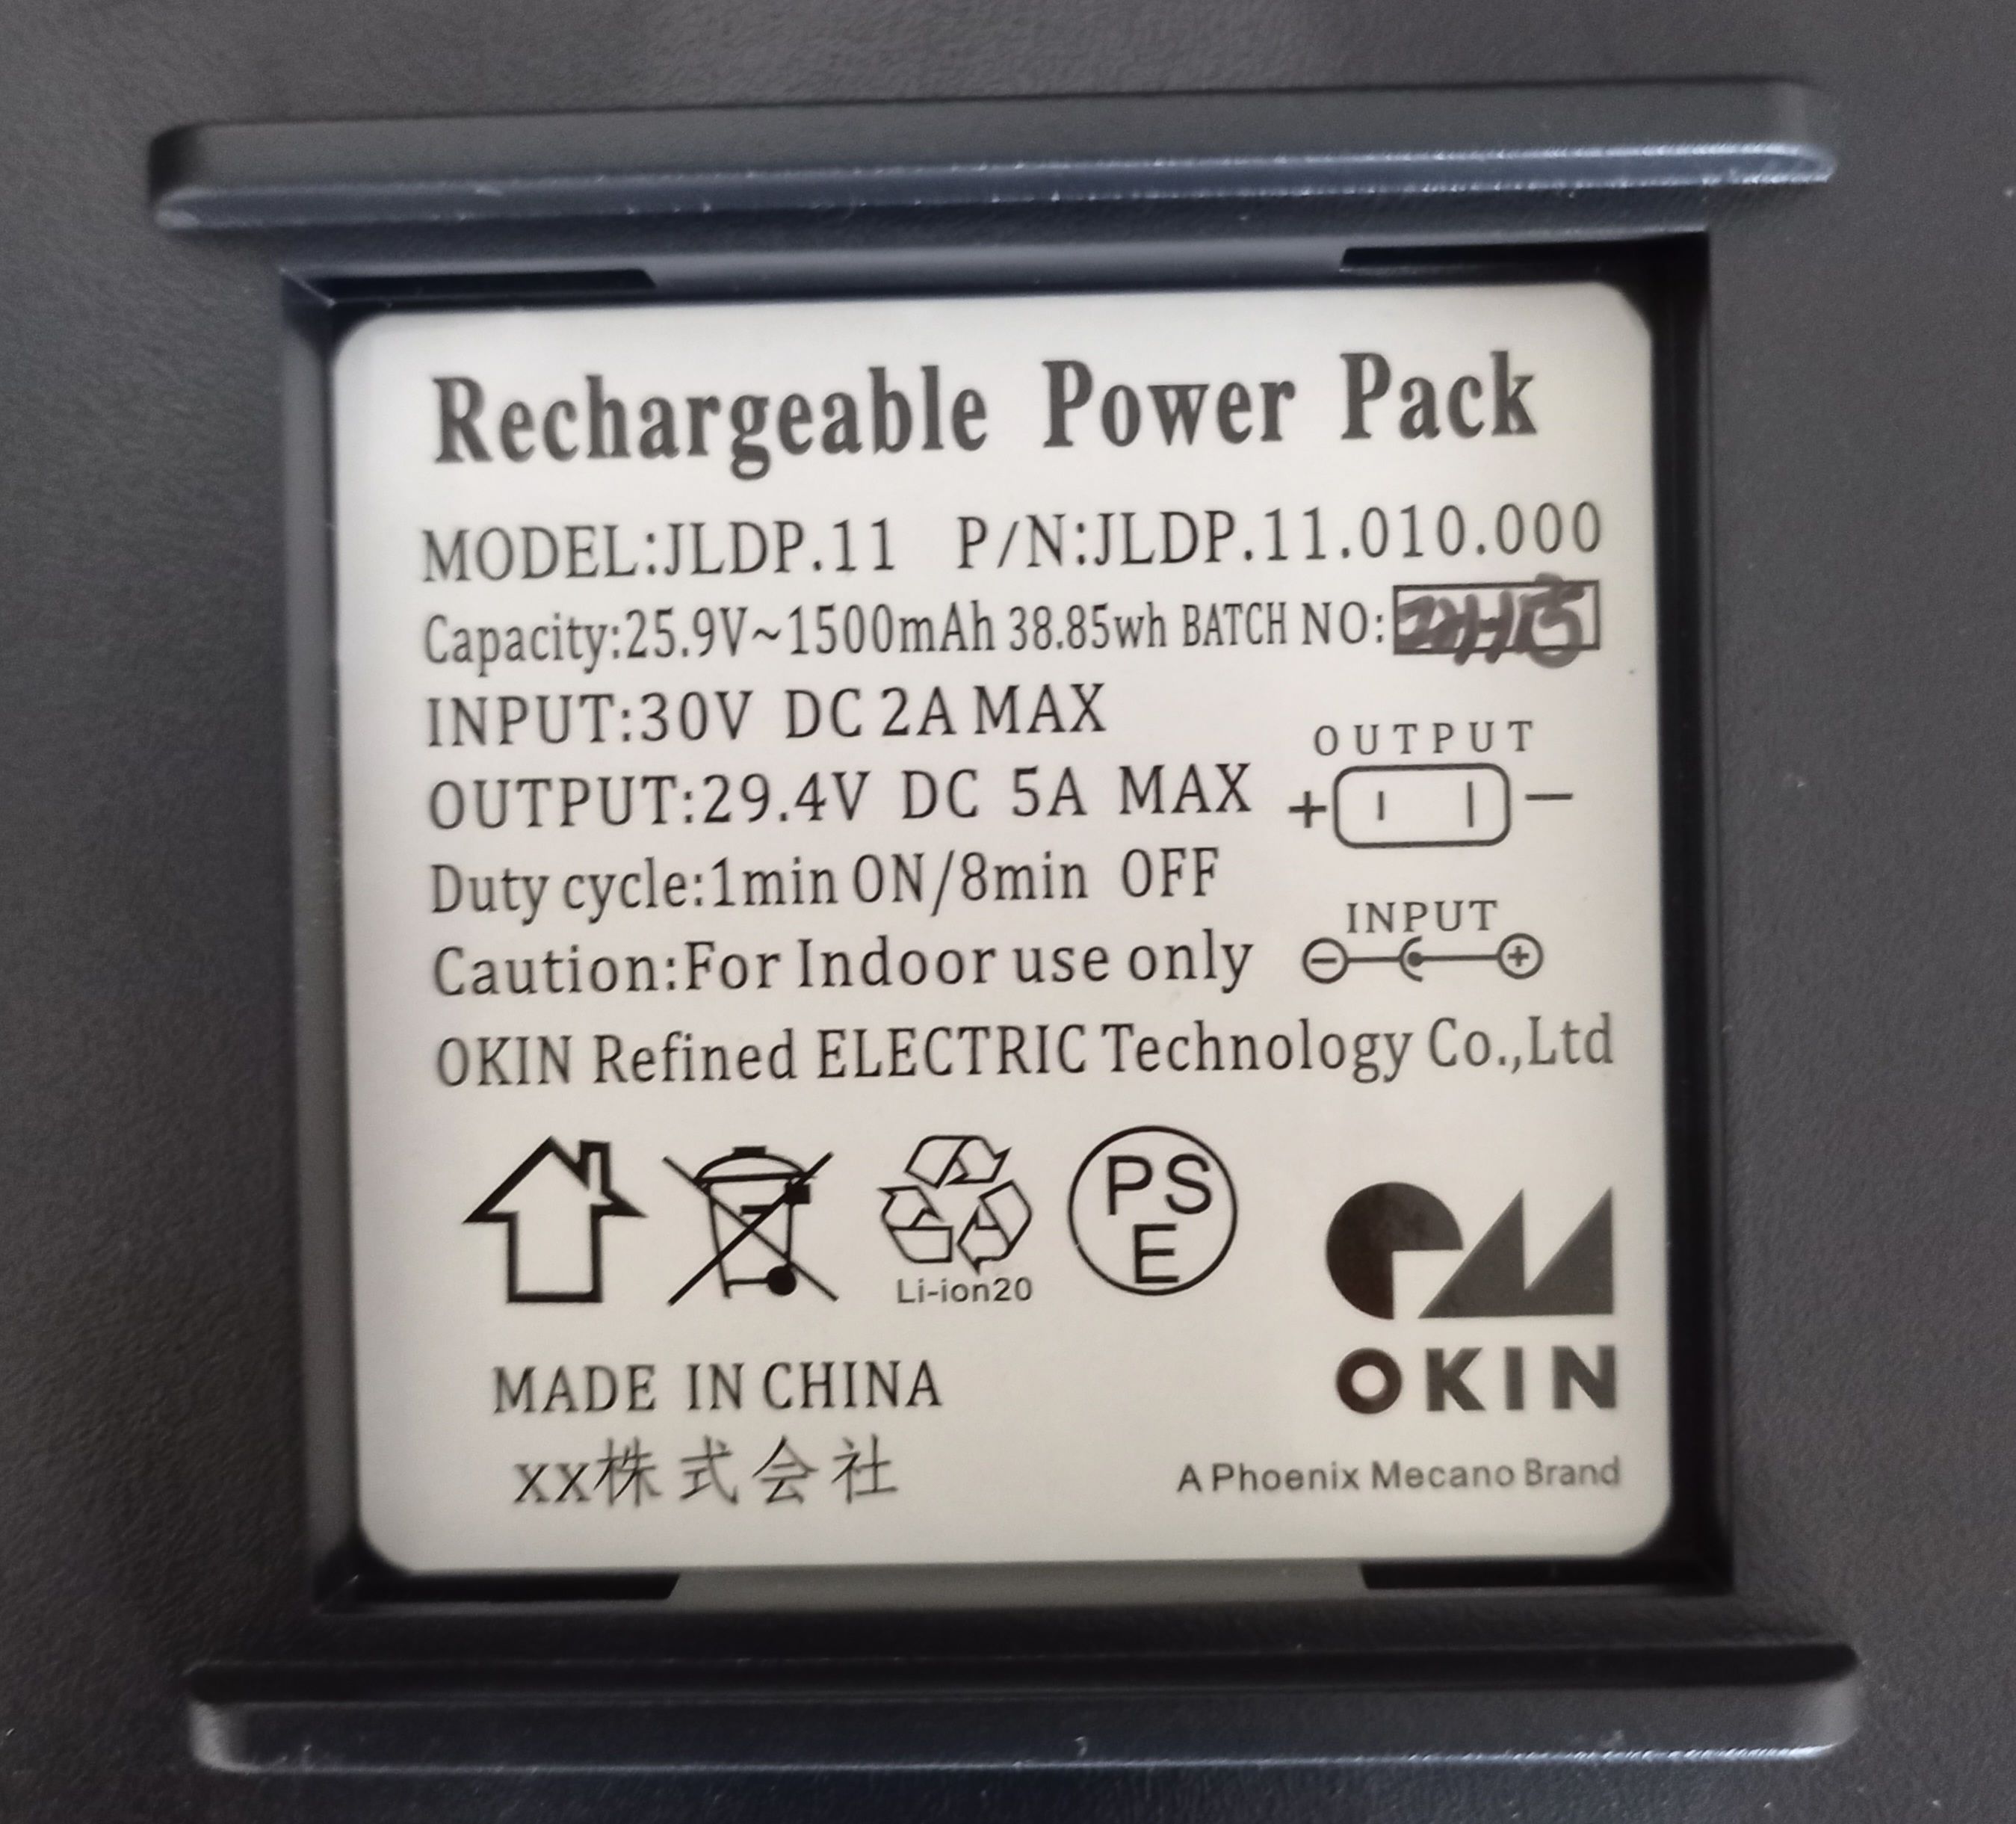 Rechargeable Power Pack
MODEL:JLDP.11 P/N:JLDP.11.010.000
Capacity:25.9V~1500mAh 38.85wh BATCH NO:
INPUT:30V DC 2A MAX
OUTPUT
OUTPUT:29.4V DC 5A MAX + −
Duty cycle:1min ON/8min OFF
INPUT
Caution:For Indoor use only − +
OKIN Refined ELECTRIC Technology Co.,Ltd
PS
E
Li-ion20
OKIN
MADE IN CHINA
xx株式会社
A Phoenix Mecano Brand